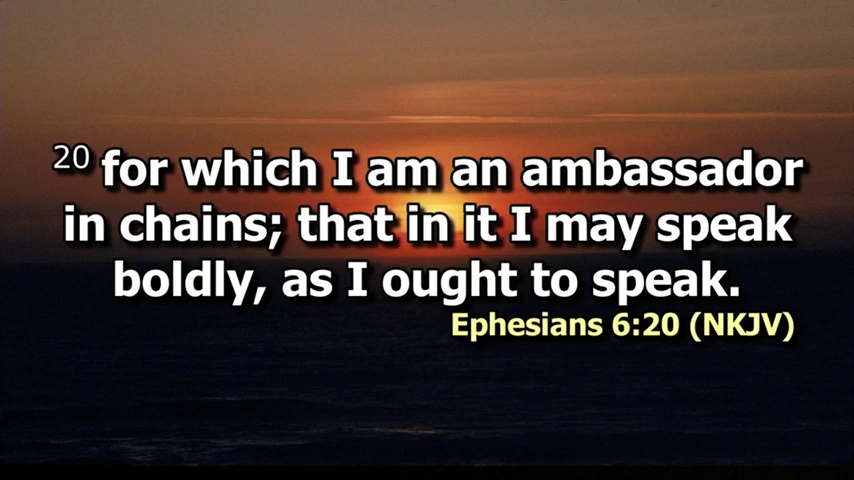 20 for which I am an ambassador
in chains; that in it I may speak
boldly, as I ought to speak.
Ephesians 6:20 (NKJV)